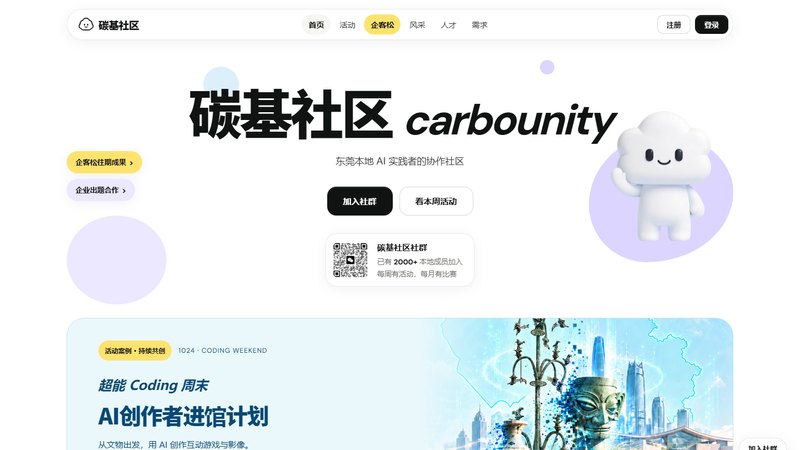 碳基社区
首页
活动
企客松
风采
人才
需求
注册
登录
碳基社区 carbounity
东莞本地 AI 实践者的协作社区
企客松往期成果 ›
企业出题合作 ›
加入社群
看本周活动
碳基社区社群
已有 2000+ 本地成员加入
每周有活动，每月有比赛
活动案例 • 持续共创
1024 · CODING WEEKEND
超能 Coding 周末
AI创作者进馆计划
从文物出发，用 AI 创作互动游戏与影像。
加入社群